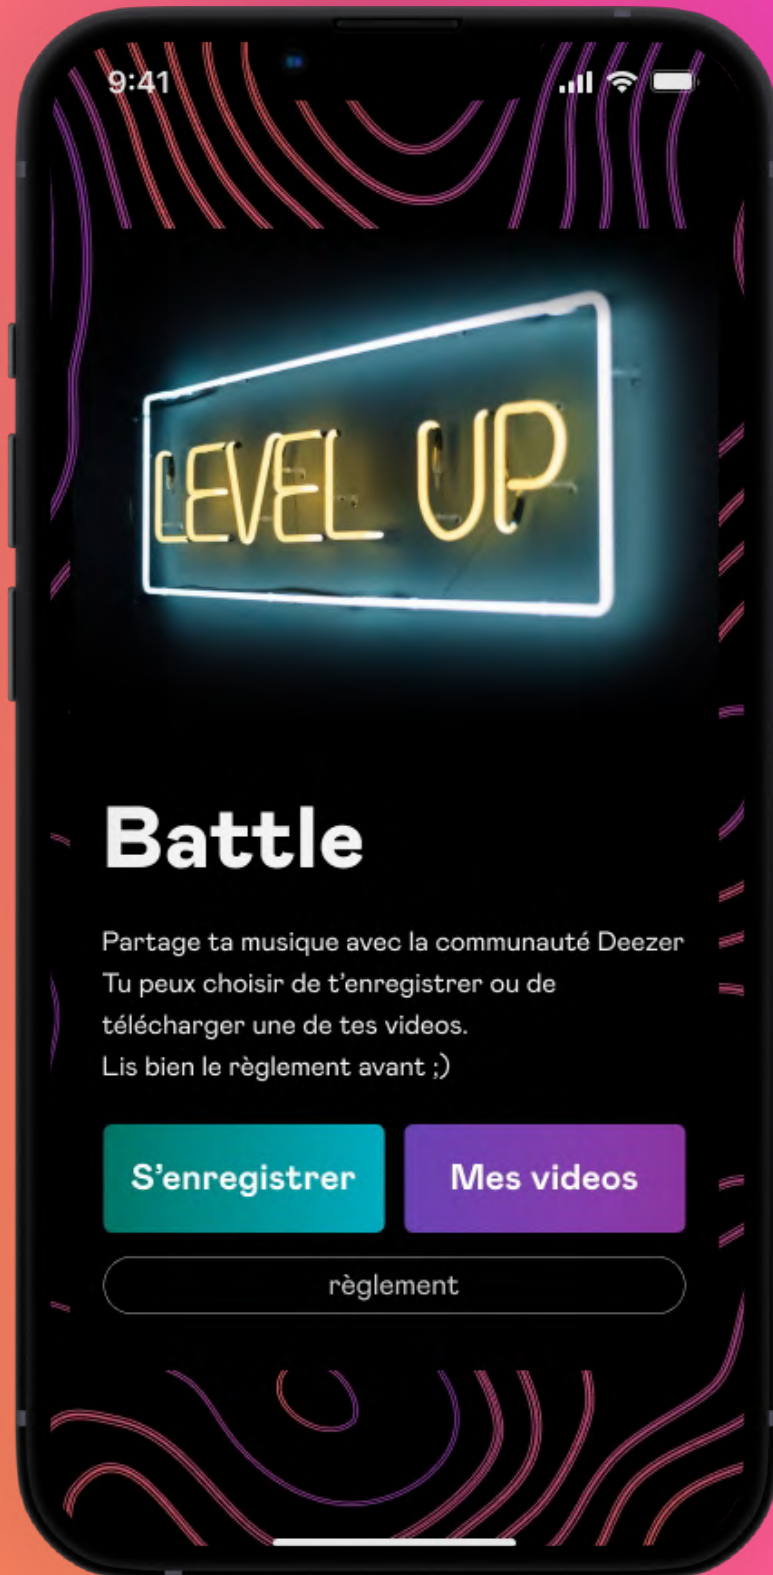 9:41
LEVEL UP
Battle
Partage ta musique avec la communauté Deezer
Tu peux choisir de t'enregistrer ou de
télécharger une de tes videos.
Lis bien le règlement avant ;)
S'enregistrer
Mes videos
règlement